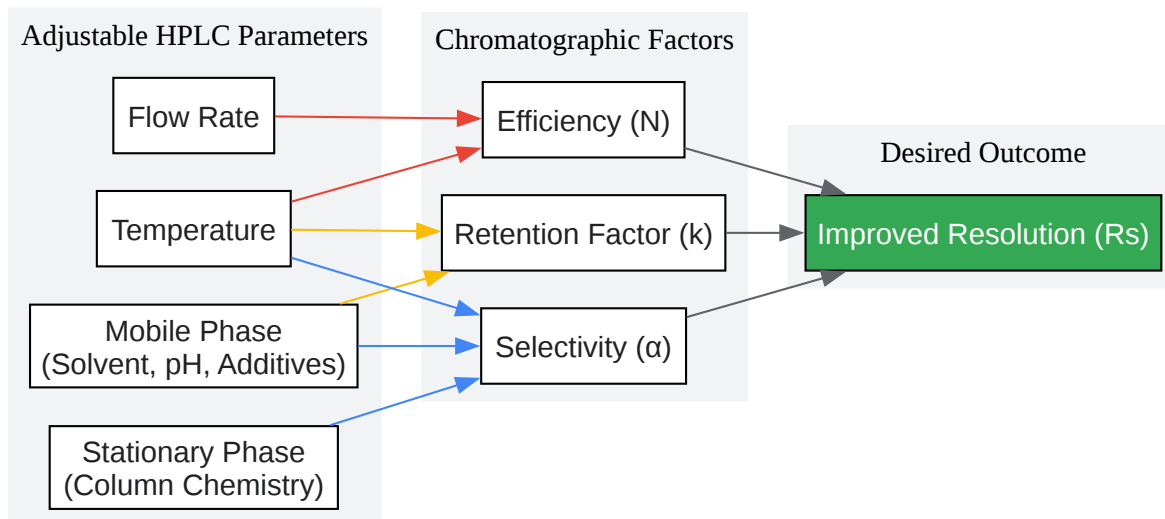 Adjustable HPLC Parameters
Flow Rate
Temperature
Mobile Phase
(Solvent, pH, Additives)
Stationary Phase
(Column Chemistry)
Chromatographic Factors
Efficiency (N)
Retention Factor (k)
Selectivity (α)
Desired Outcome
Improved Resolution (Rs)